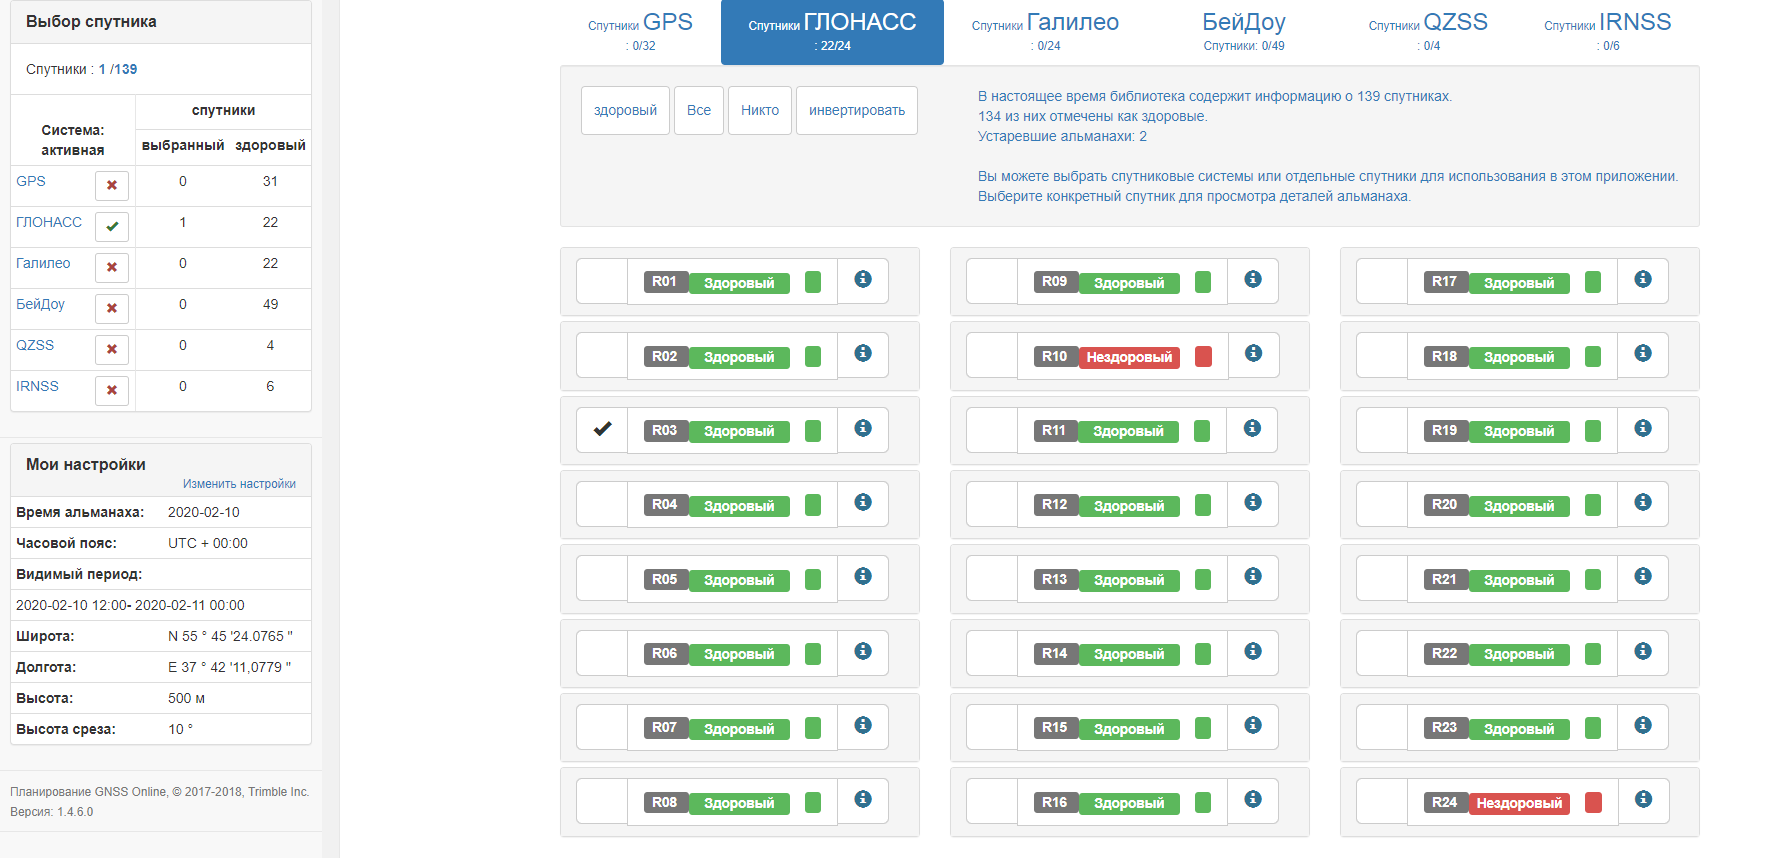 Выбор спутника
Спутники : 1 /139
Система: активная
спутники
выбранный здоровый
GPS 0 31
ГЛОНАСС 1 22
Галилео 0 22
БейДоу 0 49
QZSS 0 4
IRNSS 0 6
Мои настройки
Изменить настройки
Время альманаха: 2020-02-10
Часовой пояс: UTC + 00:00
Видимый период:
2020-02-10 12:00- 2020-02-11 00:00
Широта: N 55 ° 45 '24.0765 "
Долгота: E 37 ° 42 '11,0779 "
Высота: 500 м
Высота среза: 10 °
Планирование GNSS Online, © 2017-2018, Trimble Inc.
Версия: 1.4.6.0
Спутники GPS
: 0/32
Спутники ГЛОНАСС
: 22/24
Спутники Галилео
: 0/24
БейДоу
Спутники: 0/49
Спутники QZSS
: 0/4
Спутники IRNSS
: 0/6
здоровый Все Никто инвертировать
В настоящее время библиотека содержит информацию о 139 спутниках.
134 из них отмечены как здоровые.
Устаревшие альманахи: 2
Вы можете выбрать спутниковые системы или отдельные спутники для использования в этом приложении.
Выберите конкретный спутник для просмотра деталей альманаха.
R01 Здоровый
R02 Здоровый
R03 Здоровый
R04 Здоровый
R05 Здоровый
R06 Здоровый
R07 Здоровый
R08 Здоровый
R09 Здоровый
R10 Нездоровый
R11 Здоровый
R12 Здоровый
R13 Здоровый
R14 Здоровый
R15 Здоровый
R16 Здоровый
R17 Здоровый
R18 Здоровый
R19 Здоровый
R20 Здоровый
R21 Здоровый
R22 Здоровый
R23 Здоровый
R24 Нездоровый